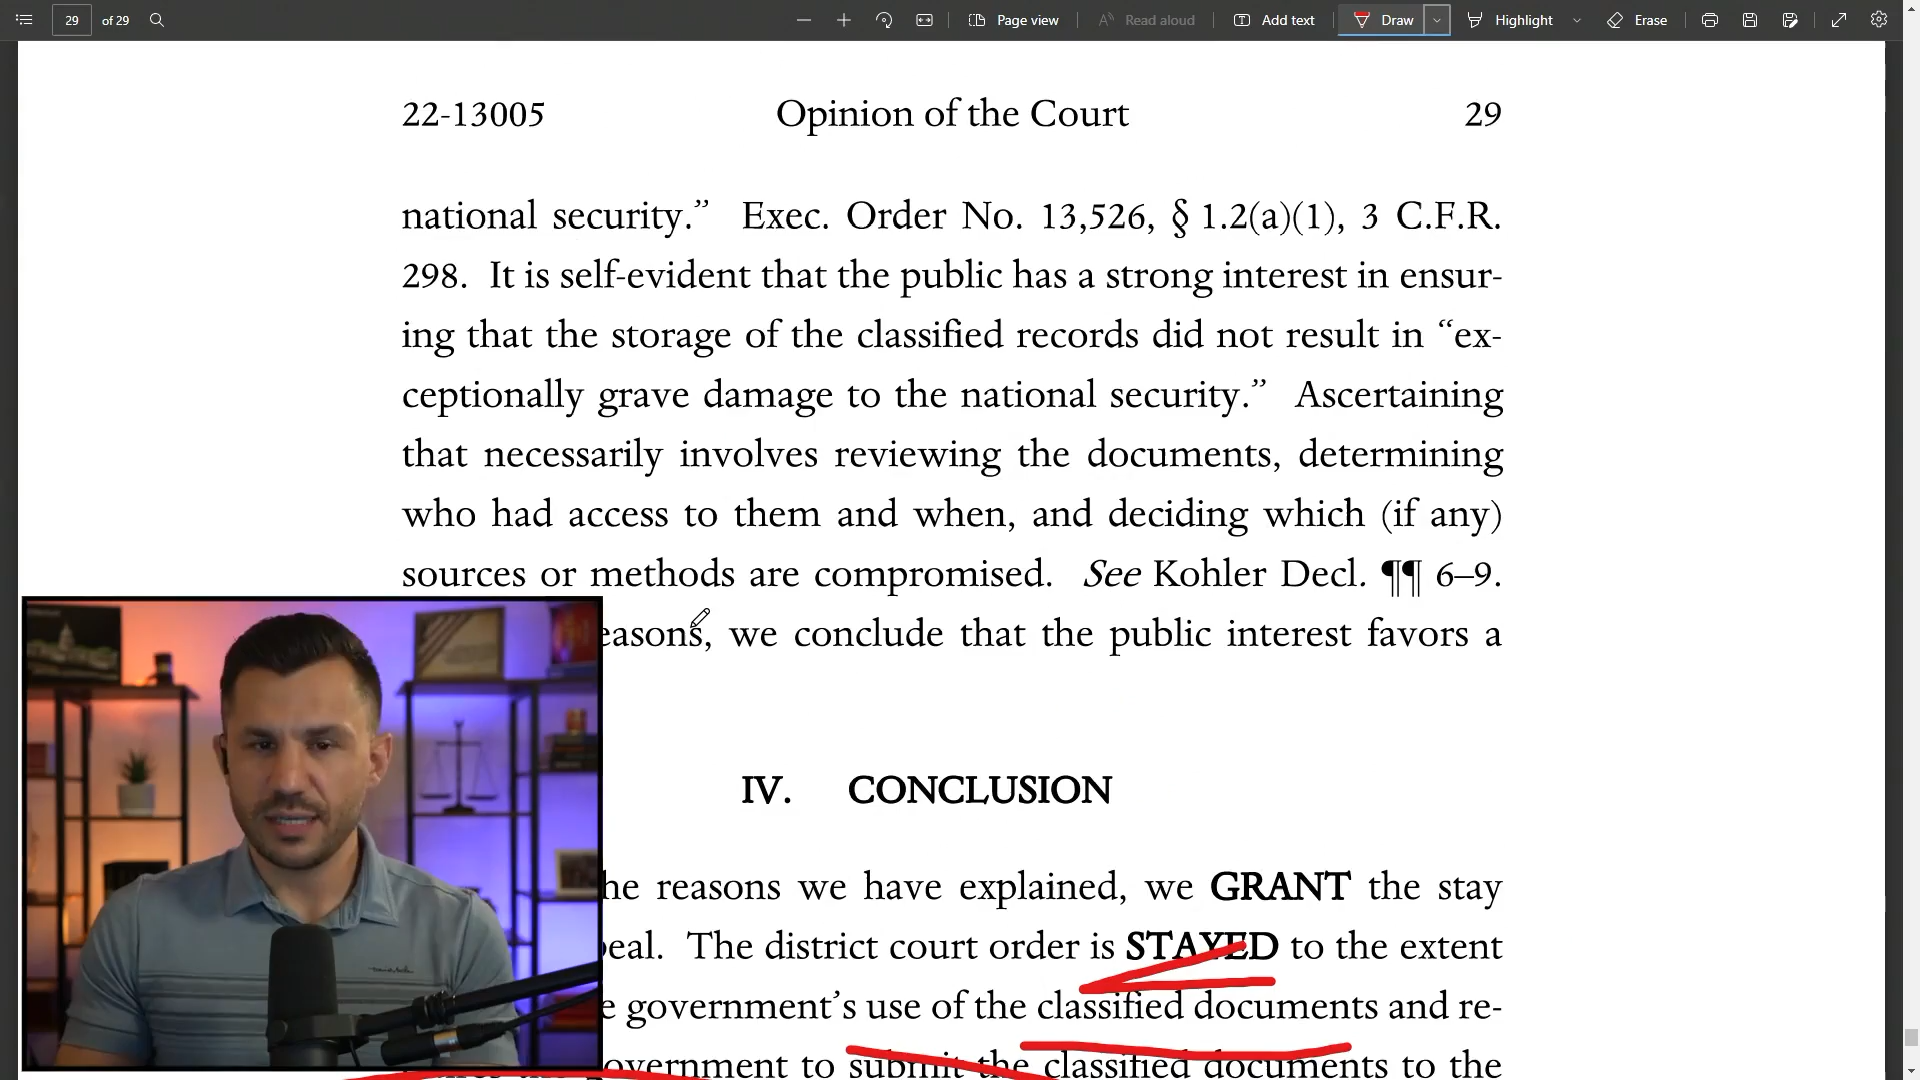 29 of 29 Page view Read aloud Add text Draw Highlight Erase
22-13005 Opinion of the Court 29
national security.” Exec. Order No. 13,526, § 1.2(a)(1), 3 C.F.R.
298. It is self-evident that the public has a strong interest in ensur-
ing that the storage of the classified records did not result in “ex-
ceptionally grave damage to the national security.” Ascertaining
that necessarily involves reviewing the documents, determining
who had access to them and when, and deciding which (if any)
sources or methods are compromised. See Kohler Decl. ¶¶ 6–9.
easons, we conclude that the public interest favors a
IV. CONCLUSION
he reasons we have explained, we GRANT the stay
peal. The district court order is STAYED to the extent
e government’s use of the classified documents and re-
government to submit the classified documents to the